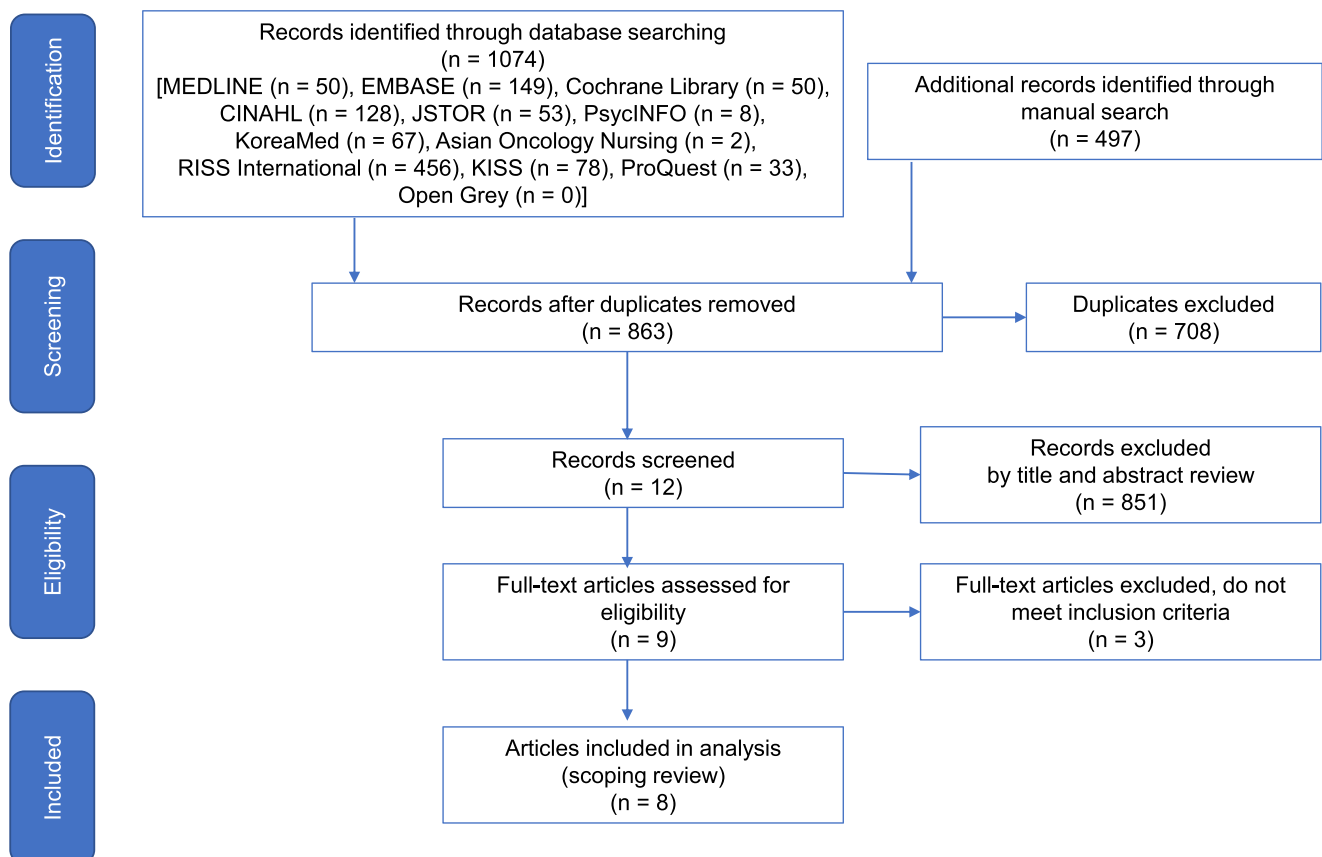 Identification
Records identified through database searching
(n = 1074)
[MEDLINE (n = 50), EMBASE (n = 149), Cochrane Library (n = 50),
CINAHL (n = 128), JSTOR (n = 53), PsycINFO (n = 8),
KoreaMed (n = 67), Asian Oncology Nursing (n = 2),
RISS International (n = 456), KISS (n = 78), ProQuest (n = 33),
Open Grey (n = 0)]
Additional records identified through
manual search
(n = 497)
Screening
Records after duplicates removed
(n = 863)
Duplicates excluded
(n = 708)
Eligibility
Records screened
(n = 12)
Records excluded
by title and abstract review
(n = 851)
Full-text articles assessed for
eligibility
(n = 9)
Full-text articles excluded, do not
meet inclusion criteria
(n = 3)
Included
Articles included in analysis
(scoping review)
(n = 8)